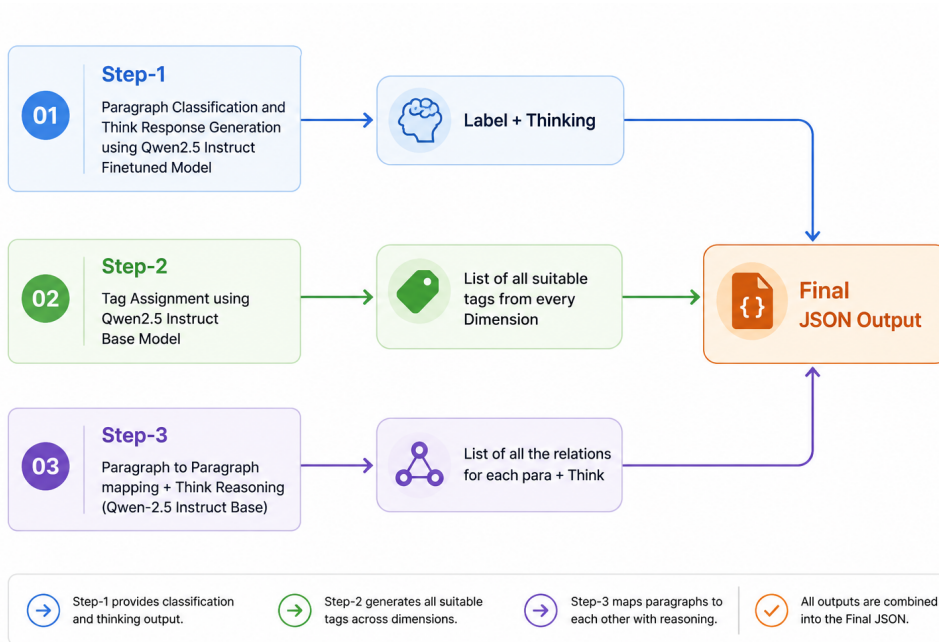 01
Step-1
Paragraph Classification and
Think Response Generation
using Qwen2.5 Instruct
Finetuned Model
Label + Thinking
02
Step-2
Tag Assignment using
Qwen2.5 Instruct
Base Model
List of all suitable
tags from every
Dimension
{ }
Final
JSON Output
03
Step-3
Paragraph to Paragraph
mapping + Think Reasoning
(Qwen-2.5 Instruct Base)
List of all the relations
for each para + Think
Step-1 provides classification
and thinking output.
Step-2 generates all suitable
tags across dimensions.
Step-3 maps paragraphs to
each other with reasoning.
All outputs are combined
into the Final JSON.